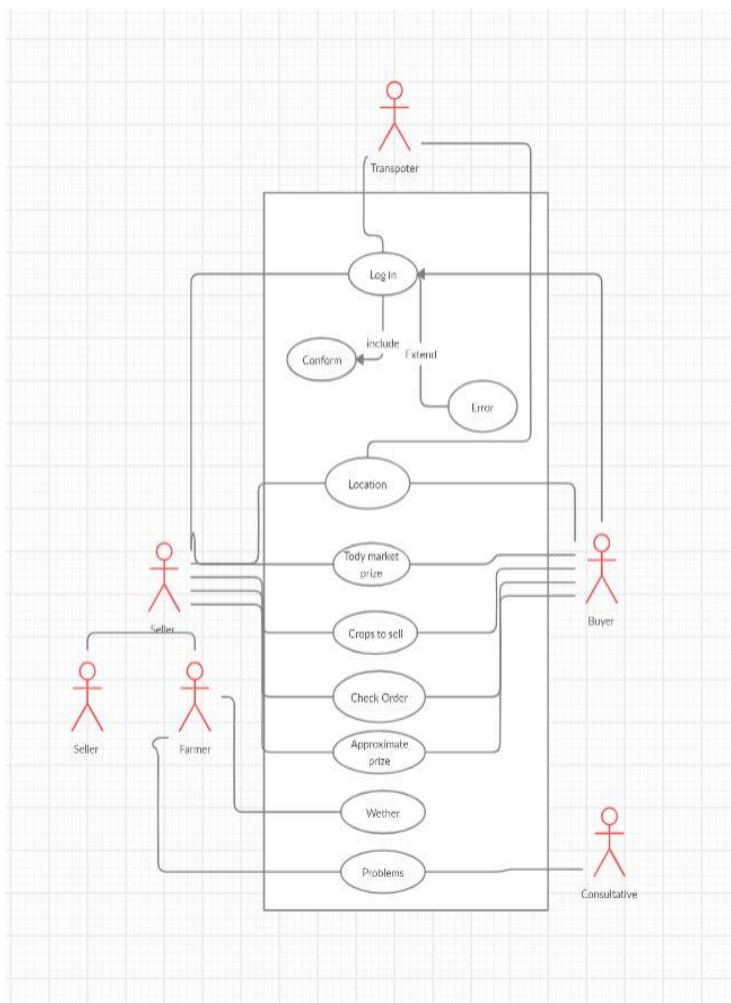 Transpoter
Log in
include
Conform
Extend
Error
Location
Tody market
prize
Seller
Buyer
Crops to sell
Check Order
Seller
Farmer
Approximate
prize
Wether
Problems
Consultative